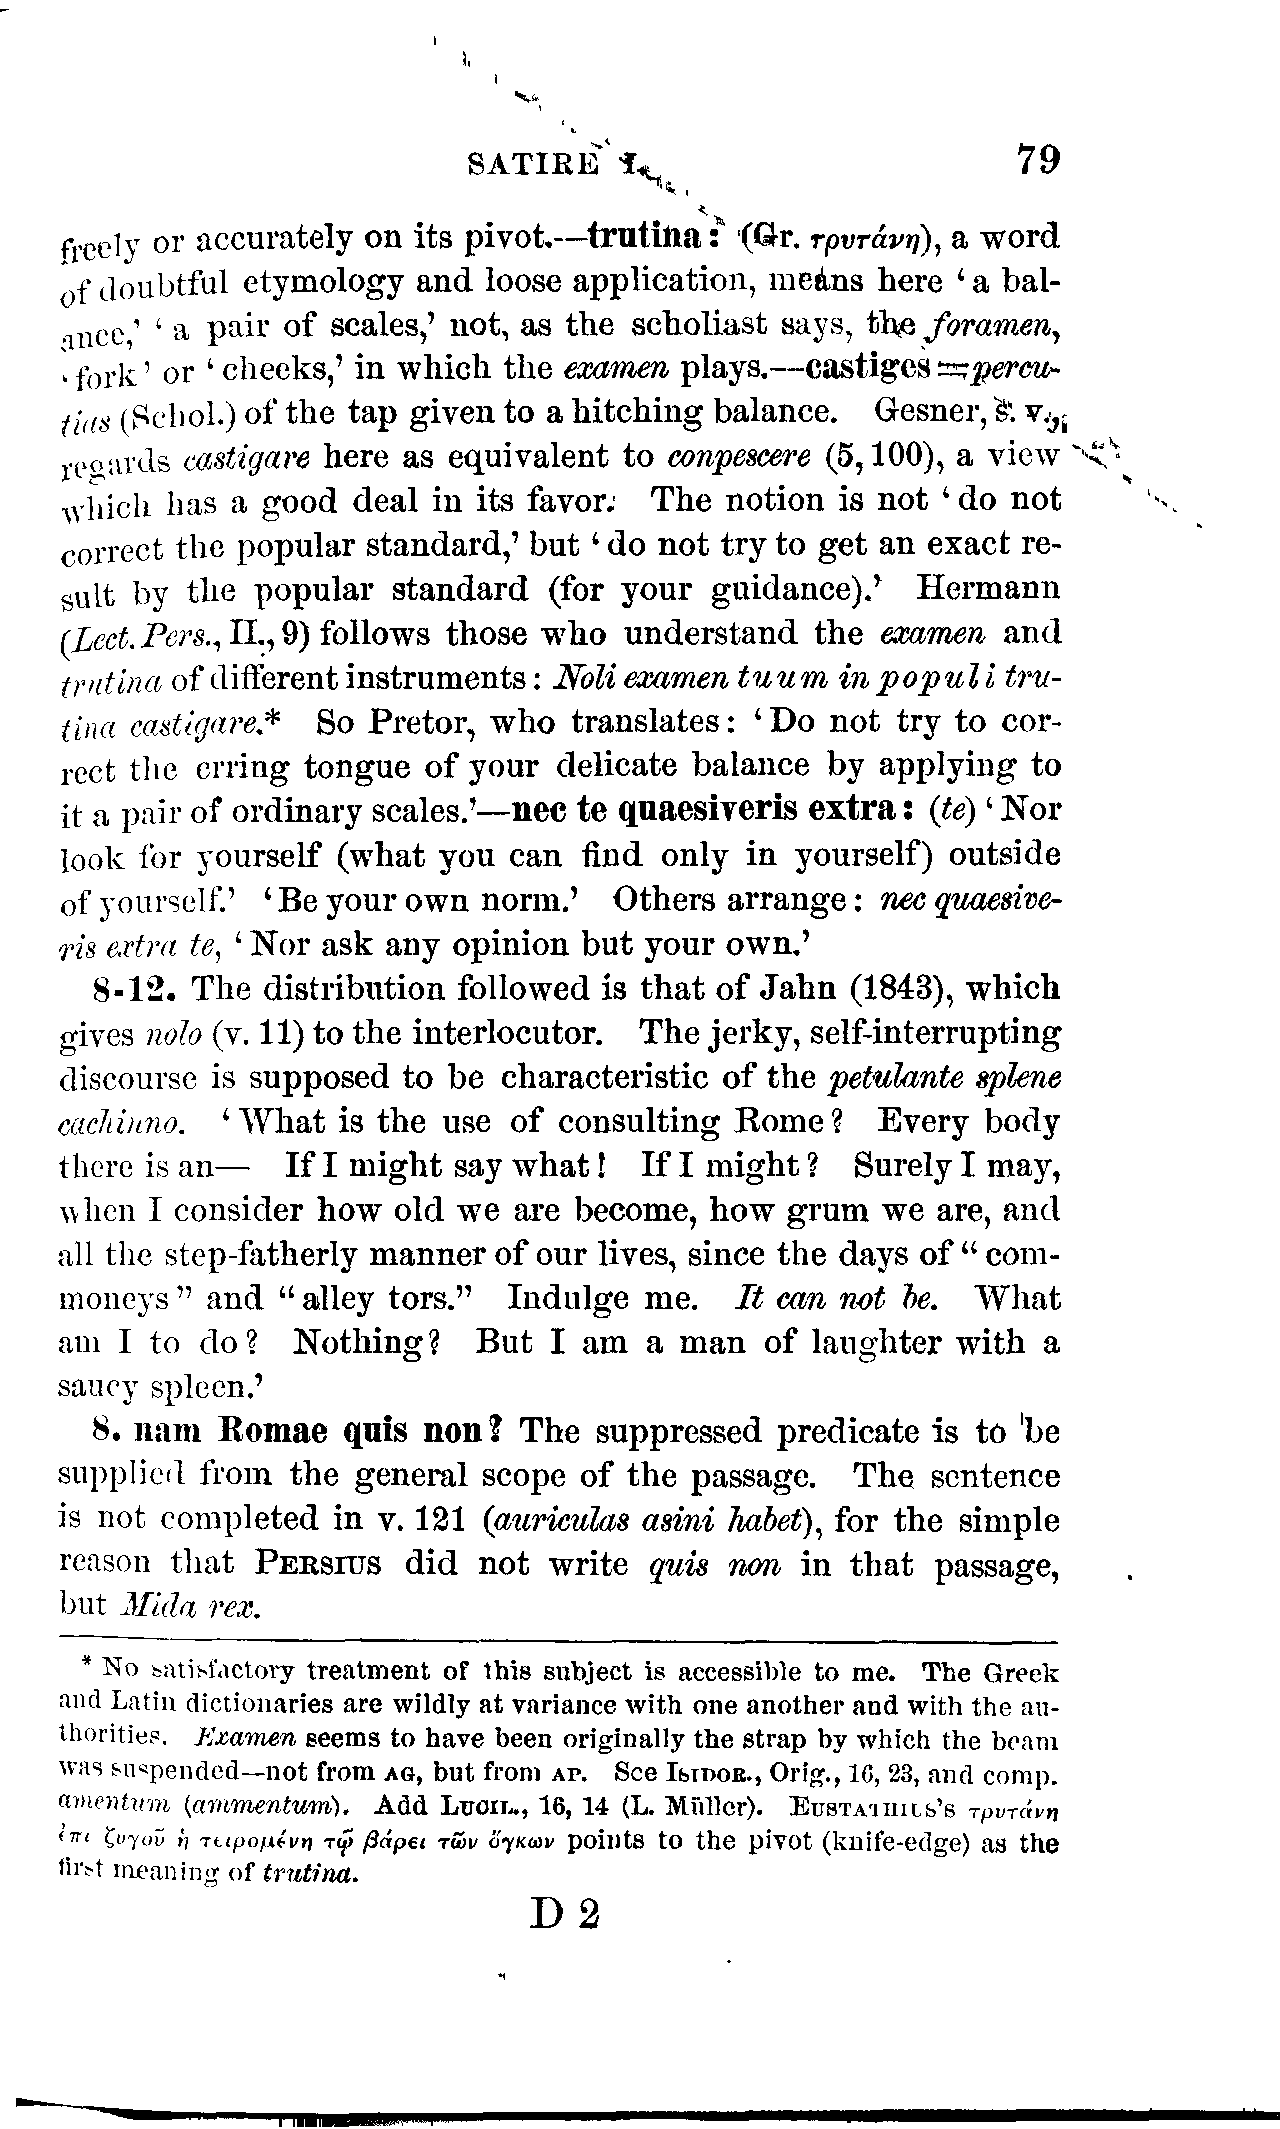 SATIRE I. 79
freely or accurately on its pivot.—trutina: (Gr. τρυτάνη), a word
of doubtful etymology and loose application, means here ‘a bal-
ance,’ ‘a pair of scales,’ not, as the scholiast says, the foramen,
‘fork’ or ‘cheeks,’ in which the examen plays.—castiges = percu-
tias (Schol.) of the tap given to a hitching balance. Gesner, s. v.,
regards castigare here as equivalent to conpescere (5, 100), a view
which has a good deal in its favor. The notion is not ‘do not
correct the popular standard,’ but ‘do not try to get an exact re-
sult by the popular standard (for your guidance).’ Hermann
(Lect. Pers., II., 9) follows those who understand the examen and
trutina of different instruments: Noli examen tuum in populi tru-
tina castigare.* So Pretor, who translates: ‘Do not try to cor-
rect the erring tongue of your delicate balance by applying to
it a pair of ordinary scales.’—nec te quaesiveris extra: (te) ‘Nor
look for yourself (what you can find only in yourself) outside
of yourself.’ ‘Be your own norm.’ Others arrange: nec quaesive-
ris extra te, ‘Nor ask any opinion but your own.’
8-12. The distribution followed is that of Jahn (1843), which
gives nolo (v. 11) to the interlocutor. The jerky, self-interrupting
discourse is supposed to be characteristic of the petulante splene
cachinno. ‘What is the use of consulting Rome? Every body
there is an— If I might say what! If I might? Surely I may,
when I consider how old we are become, how grum we are, and
all the step-fatherly manner of our lives, since the days of “com-
moneys” and “alley tors.” Indulge me. It can not be. What
am I to do? Nothing? But I am a man of laughter with a
saucy spleen.’
8. nam Romae quis non? The suppressed predicate is to be
supplied from the general scope of the passage. The sentence
is not completed in v. 121 (auriculas asini habet), for the simple
reason that PERSIUS did not write quis non in that passage,
but Mida rex.
* No satisfactory treatment of this subject is accessible to me. The Greek
and Latin dictionaries are wildly at variance with one another and with the au-
thorities. Examen seems to have been originally the strap by which the beam
was suspended—not from AG, but from AP. See ISIDOR., Orig., 16, 23, and comp.
amentum (ammentum). Add LUCIL., 16, 14 (L. Müller). EUSTATHIUS’S τρυτάνη
ἐπι ζυγοῦ ἡ τειρομένη τῷ βάρει τῶν ὄγκων points to the pivot (knife-edge) as the
first meaning of trutina.
D 2